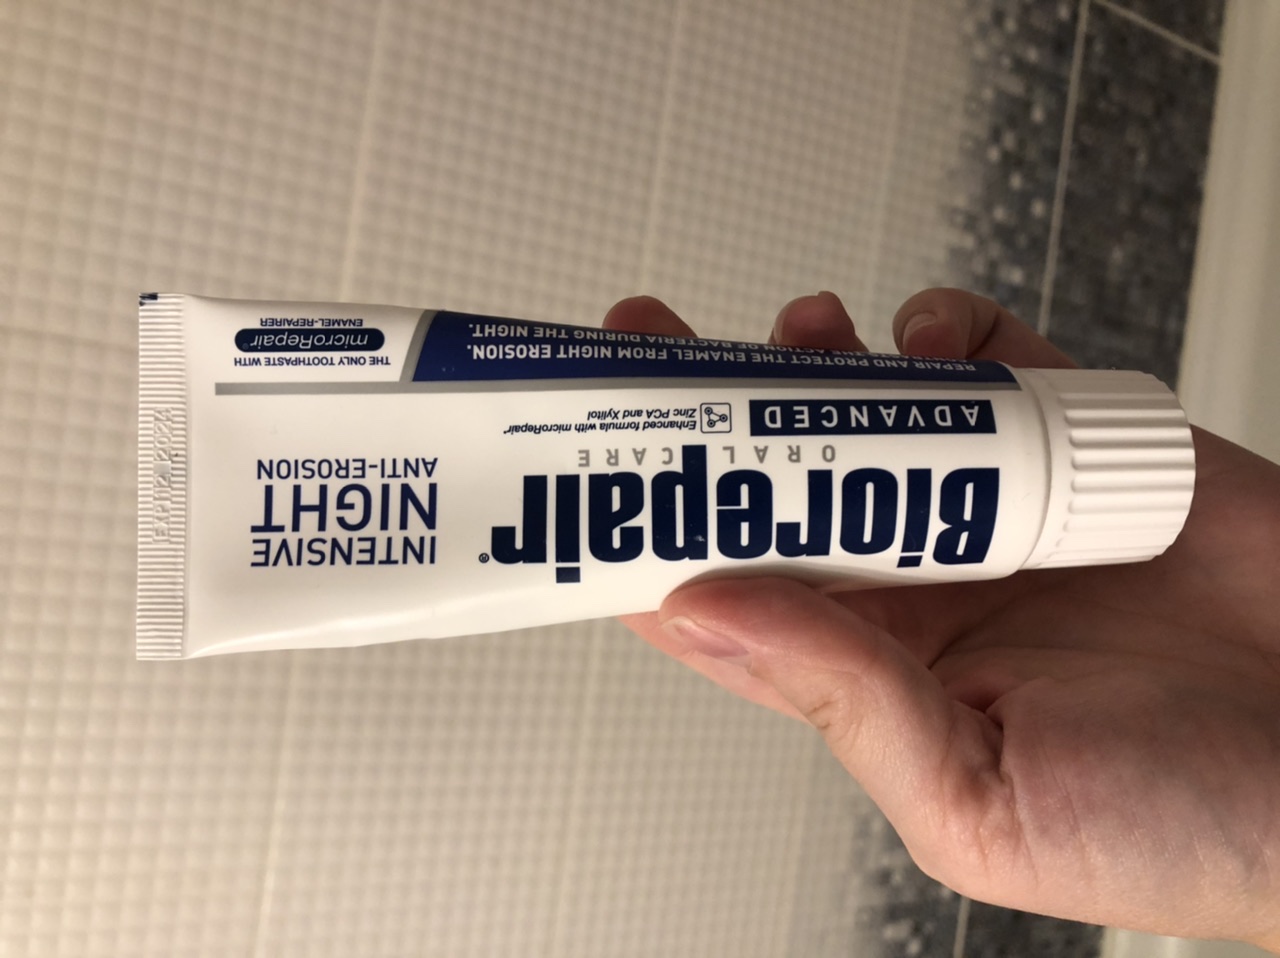 Biorepair®
ORAL CARE
ADVANCED
Enhanced formula with microRepair®
Zinc PCA and Xylitol
INTENSIVE
NIGHT
ANTI-EROSION
REPAIR AND PROTECT THE ENAMEL FROM NIGHT EROSION.
THE ACTION OF BACTERIA DURING THE NIGHT.
THE ONLY TOOTHPASTE WITH
microRepair®
ENAMEL-REPAIRER
EXP 12 2024